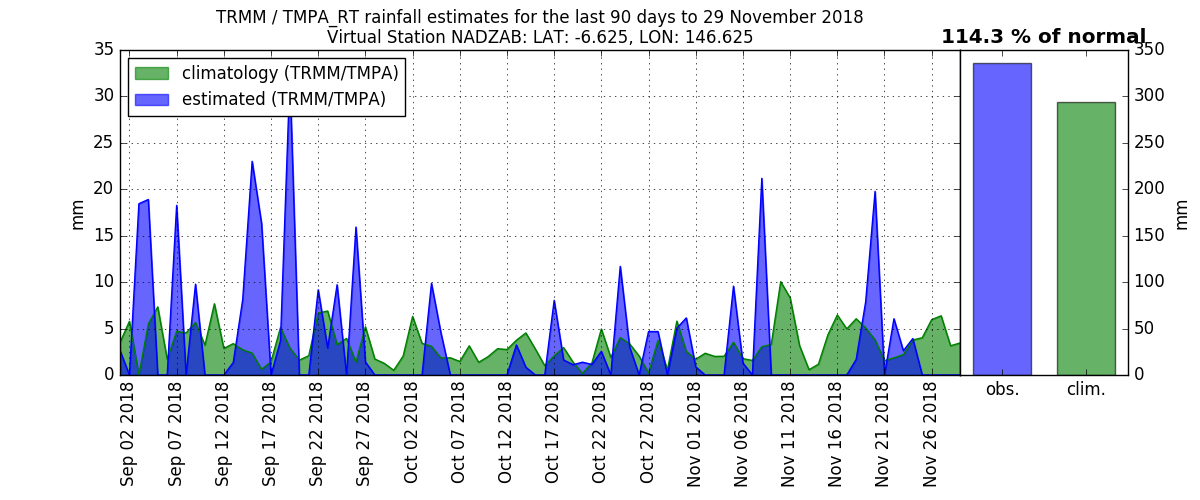 TRMM / TMPA_RT rainfall estimates for the last 90 days to 29 November 2018
Virtual Station NADZAB: LAT: -6.625, LON: 146.625
114.3 % of normal
climatology (TRMM/TMPA)
estimated (TRMM/TMPA)
mm
35
30
25
20
15
10
5
0
Sep 02 2018
Sep 07 2018
Sep 12 2018
Sep 17 2018
Sep 22 2018
Sep 27 2018
Oct 02 2018
Oct 07 2018
Oct 12 2018
Oct 17 2018
Oct 22 2018
Oct 27 2018
Nov 01 2018
Nov 06 2018
Nov 11 2018
Nov 16 2018
Nov 21 2018
Nov 26 2018
obs.
clim.
350
300
250
200
150
100
50
0
mm